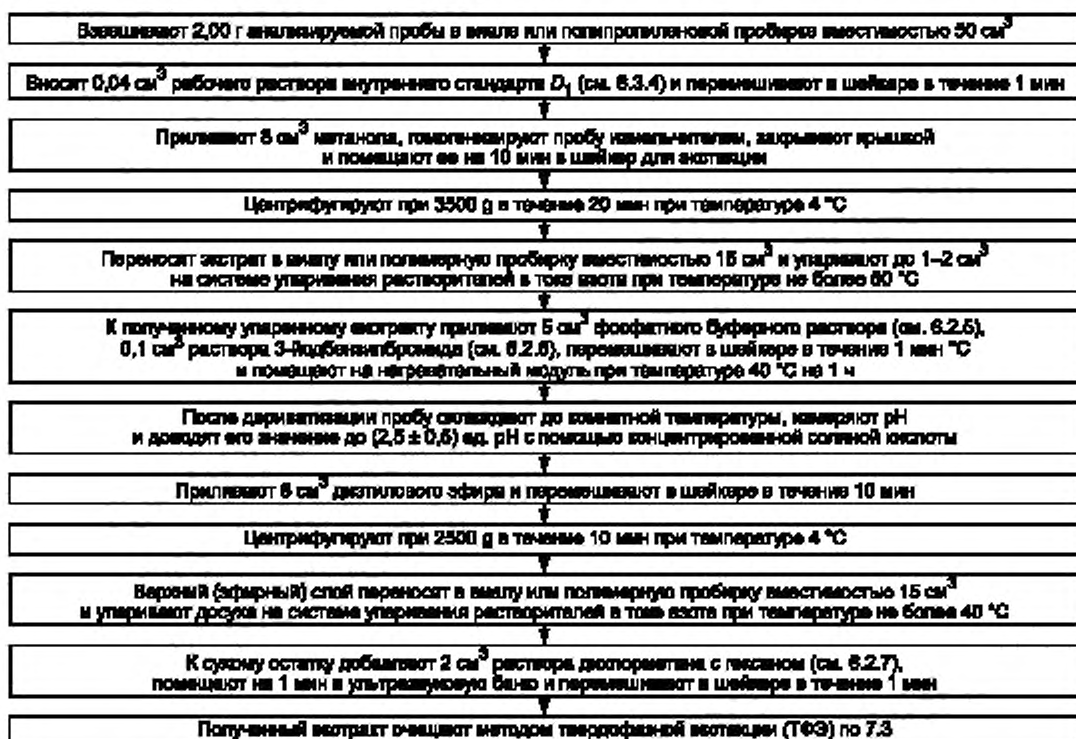 Взвешивают 2,00 г анализируемой пробы в виале или полипропиленовой пробирке вместимостью 50 см³
Вносят 0,04 см³ рабочего раствора внутреннего стандарта D₁ (см. 6.3.4) и перемешивают в шейкере в течение 1 мин
Приливают 8 см³ метанола, гомогенизируют пробу измельчителем, закрывают крышкой
и помещают ее на 10 мин в шейкер для экстракции
Центрифугируют при 3500 g в течение 20 мин при температуре 4 °С
Переносят экстракт в виалу или полимерную пробирку вместимостью 15 см³ и упаривают до 1–2 см³
на системе упаривания растворителей в токе азота при температуре не более 50 °С
К полученному упаренному экстракту приливают 5 см³ фосфатного буферного раствора (см. 6.2.5),
0,1 см³ раствора 3-йодбензилбромида (см. 6.2.6), перемешивают в шейкере в течение 1 мин °С
и помещают на нагревательный модуль при температуре 40 °С на 1 ч
После дериватизации пробу охлаждают до комнатной температуры, измеряют рН
и доводят его значение до (2,5 ± 0,5) ед. рН с помощью концентрированной соляной кислоты
Приливают 6 см³ диэтилового эфира и перемешивают в шейкере в течение 10 мин
Центрифугируют при 2500 g в течение 10 мин при температуре 4 °С
Верхний (эфирный) слой переносят в виалу или полимерную пробирку вместимостью 15 см³
и упаривают досуха на системе упаривания растворителей в токе азота при температуре не более 40 °С
К сухому остатку добавляют 2 см³ раствора дихлорметана с гексаном (см. 6.2.7),
помещают на 1 мин в ультразвуковую баню и перемешивают в шейкере в течение 1 мин
Полученный экстракт очищают методом твердофазной экстракции (ТФЭ) по 7.3